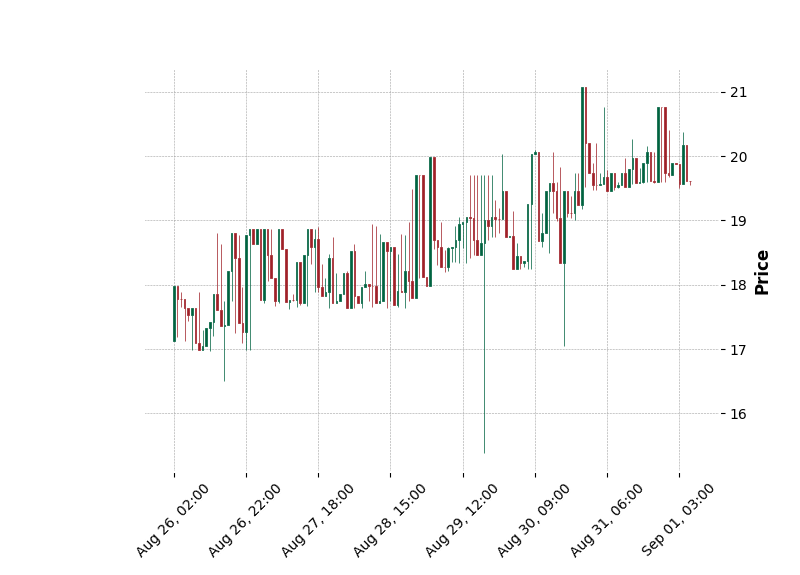 21
20
19
18
17
16
Price
Aug 26, 02:00
Aug 26, 22:00
Aug 27, 18:00
Aug 28, 15:00
Aug 29, 12:00
Aug 30, 09:00
Aug 31, 06:00
Sep 01, 03:00